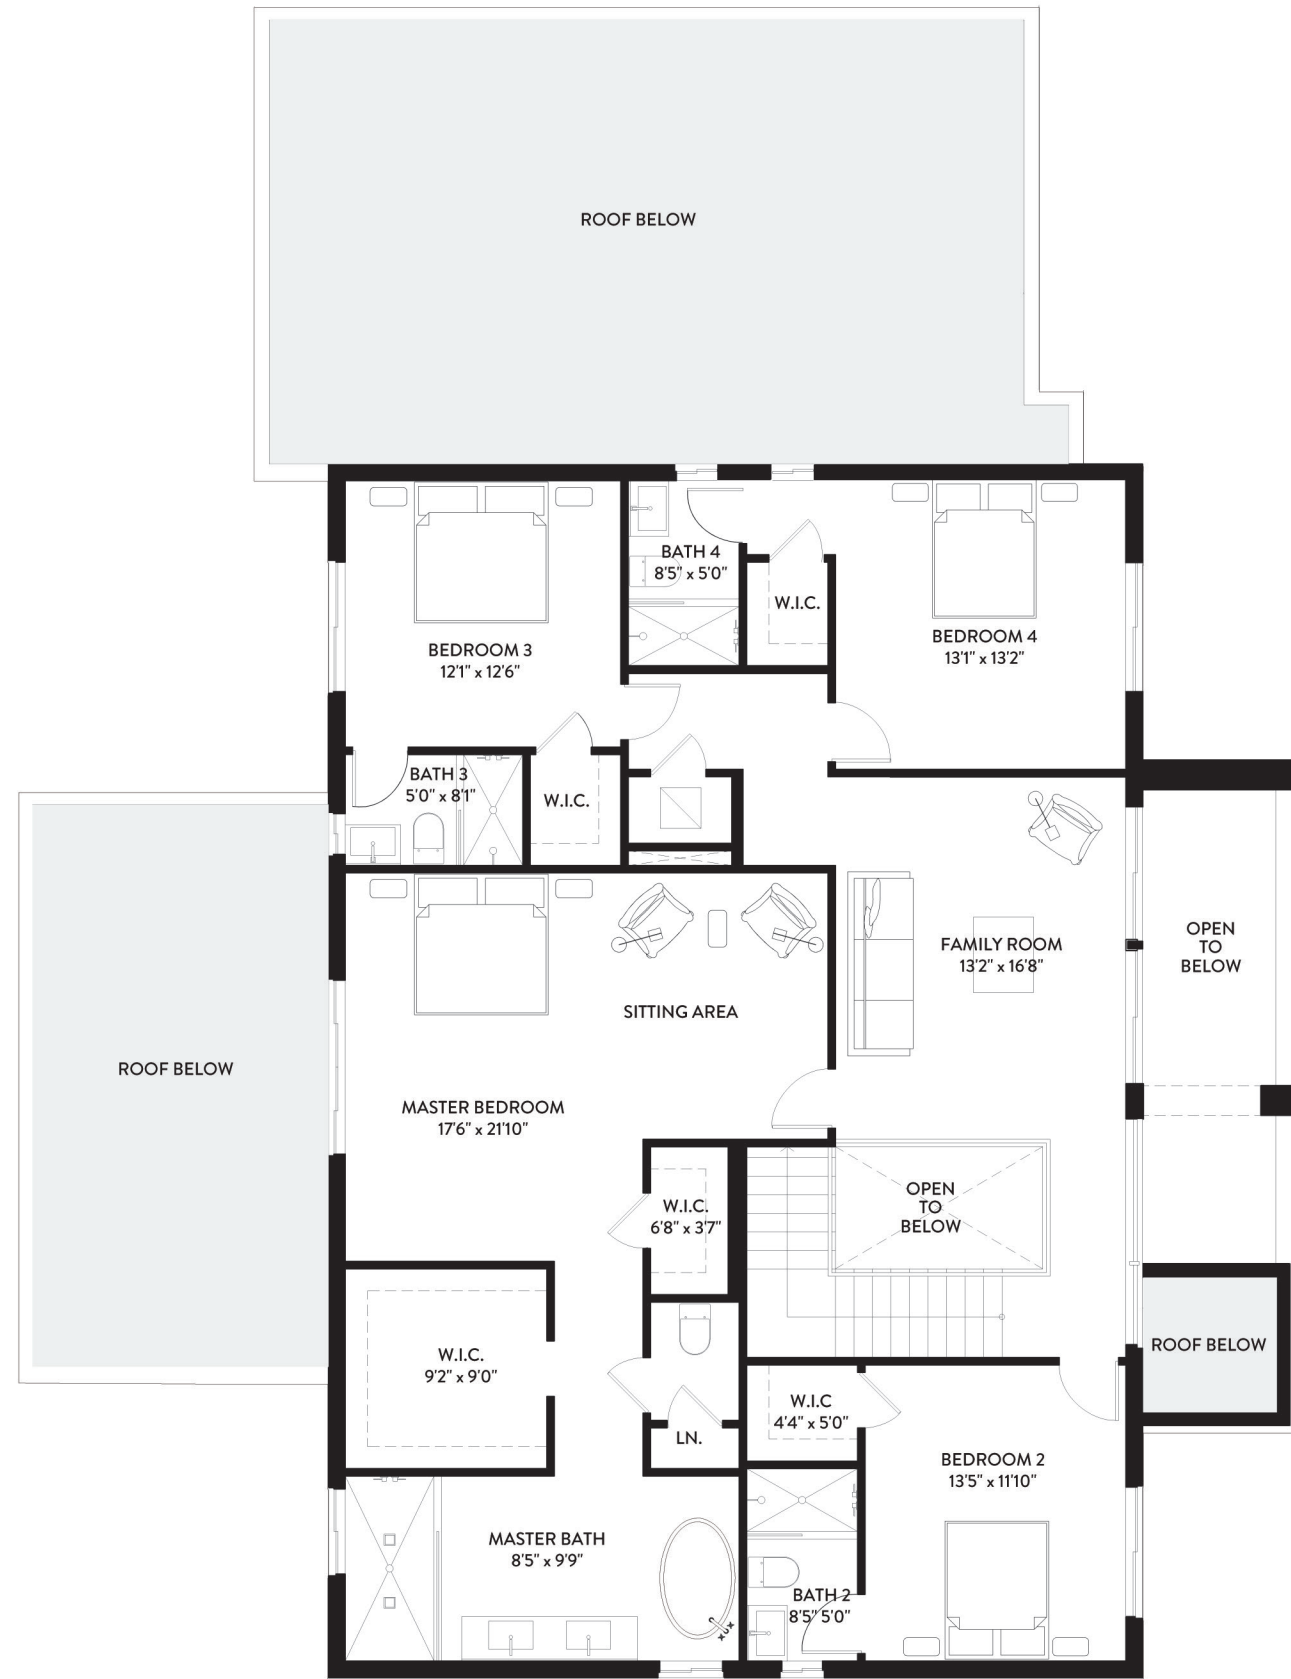 ROOF BELOW
BATH 4
8'5" x 5'0"
W.I.C.
BEDROOM 4
13'1" x 13'2"
BEDROOM 3
12'1" x 12'6"
BATH 3
5'0" x 8'1"
W.I.C.
FAMILY ROOM
13'2" x 16'8"
OPEN
TO
BELOW
SITTING AREA
ROOF BELOW
MASTER BEDROOM
17'6" x 21'10"
W.I.C.
6'8" x 3'7"
OPEN
TO
BELOW
ROOF BELOW
W.I.C.
9'2" x 9'0"
W.I.C
4'4" x 5'0"
LN.
BEDROOM 2
13'5" x 11'10"
MASTER BATH
8'5" x 9'9"
BATH 2
8'5" 5'0"